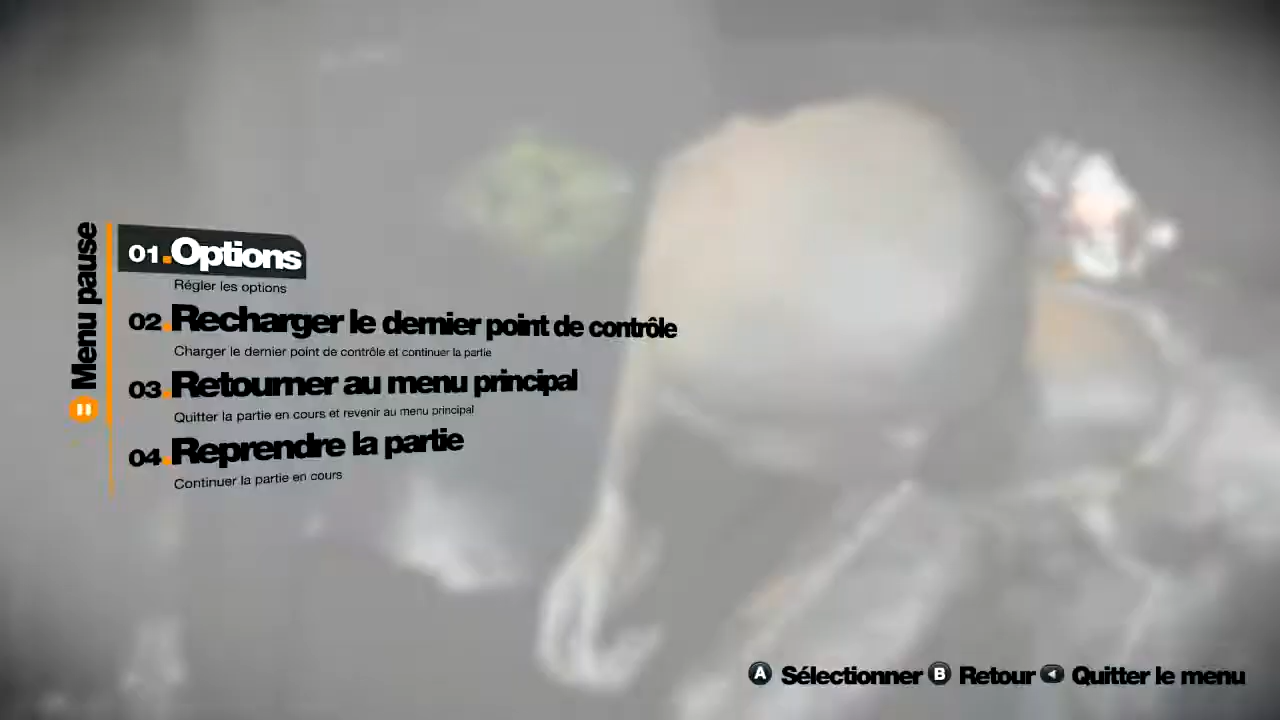 Menu pause
01.Options
Régler les options
02.Recharger le dernier point de contrôle
Charger le dernier point de contrôle et continuer la partie
03.Retourner au menu principal
Quitter la partie en cours et revenir au menu principal
04.Reprendre la partie
Continuer la partie en cours
A Sélectionner B Retour Quitter le menu